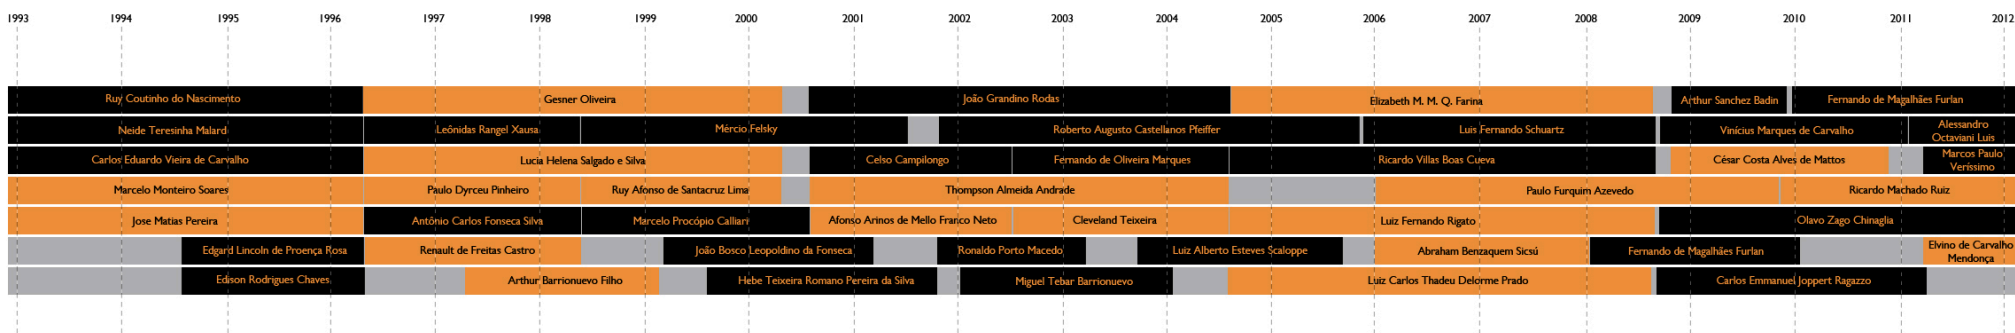 1993 1994 1995 1996 1997 1998 1999 2000 2001 2002 2003 2004 2005 2006 2007 2008 2009 2010 2011 2012
Ruy Coutinho do Nascimento Gesner Oliveira João Grandino Rodas Elizabeth M. M. Q. Farina Arthur Sanchez Badin Fernando de Magalhães Furlan
Neide Teresinha Malard Leônidas Rangel Xausa Mércio Felsky Roberto Augusto Castellanos Pfeiffer Luis Fernando Schuartz Vinícius Marques de Carvalho Alessandro
Octaviani Luis
Carlos Eduardo Vieira de Carvalho Lucia Helena Salgado e Silva Celso Campilongo Fernando de Oliveira Marques Ricardo Villas Boas Cueva César Costa Alves de Mattos Marcos Paulo
Veríssimo
Marcelo Monteiro Soares Paulo Dyrceu Pinheiro Ruy Afonso de Santacruz Lima Thompson Almeida Andrade Paulo Furquim Azevedo Ricardo Machado Ruiz
Jose Matias Pereira Antônio Carlos Fonseca Silva Marcelo Procópio Calliari Afonso Arinos de Mello Franco Neto Cleveland Teixeira Luiz Fernando Rigato Olavo Zago Chinaglia
Edgard Lincoln de Proença Rosa Renault de Freitas Castro João Bosco Leopoldino da Fonseca Ronaldo Porto Macedo Luiz Alberto Esteves Scaloppe Abraham Benzaquem Sicsú Fernando de Magalhães Furlan Elvino de Carvalho
Mendonça
Edison Rodrigues Chaves Arthur Barrionuevo Filho Hebe Teixeira Romano Pereira da Silva Miguel Tebar Barrionuevo Luiz Carlos Thadeu Delorme Prado Carlos Emmanuel Joppert Ragazzo